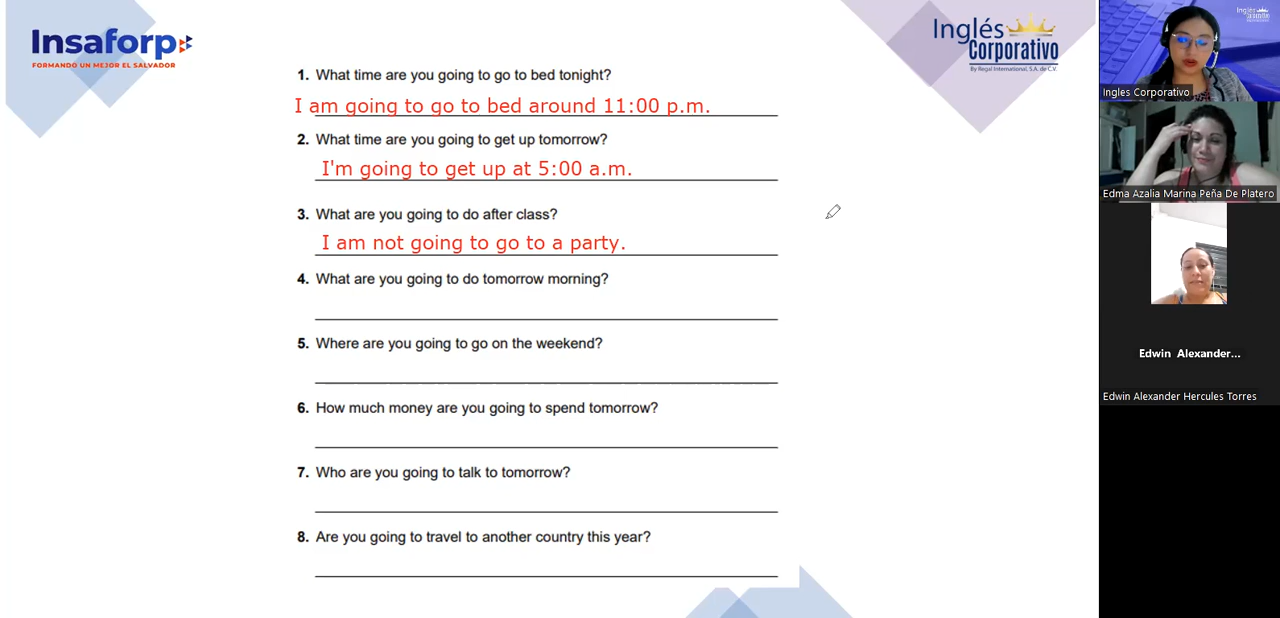 Insaforp
FORMANDO UN MEJOR EL SALVADOR
Inglés
Corporativo
By Regal International, S.A. de C.V.
1. What time are you going to go to bed tonight?
I am going to go to bed around 11:00 p.m.
2. What time are you going to get up tomorrow?
I'm going to get up at 5:00 a.m.
3. What are you going to do after class?
I am not going to go to a party.
4. What are you going to do tomorrow morning?
5. Where are you going to go on the weekend?
6. How much money are you going to spend tomorrow?
7. Who are you going to talk to tomorrow?
8. Are you going to travel to another country this year?
Ingles Corporativo
Edma Azalia Marina Peña De Platero
Edwin Alexander...
Edwin Alexander Hercules Torres